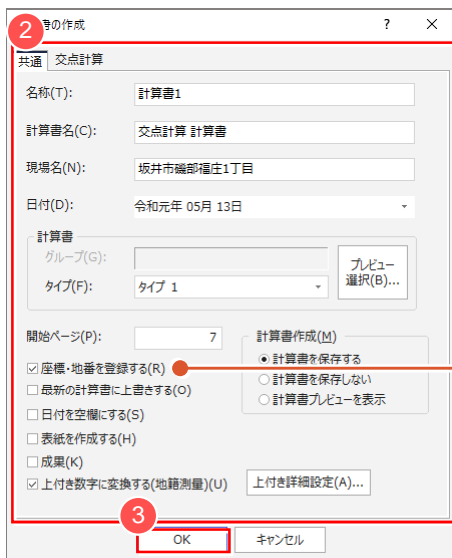 2
書の作成
? ×
共通 交点計算
名称(T): 計算書1
計算書名(C): 交点計算 計算書
現場名(N): 坂井市磯部福庄1丁目
日付(D): 令和元年 05月 13日
計算書
グループ(G):
タイプ(F): タイプ 1
プレビュー
選択(B)...
開始ページ(P): 7
計算書作成(M)
計算書を保存する
計算書を保存しない
計算書プレビューを表示
座標・地番を登録する(R)
最新の計算書に上書きする(O)
日付を空欄にする(S)
表紙を作成する(H)
成果(K)
上付き数字に変換する(地籍測量)(U)
上付き詳細設定(A)...
3
OK キャンセル